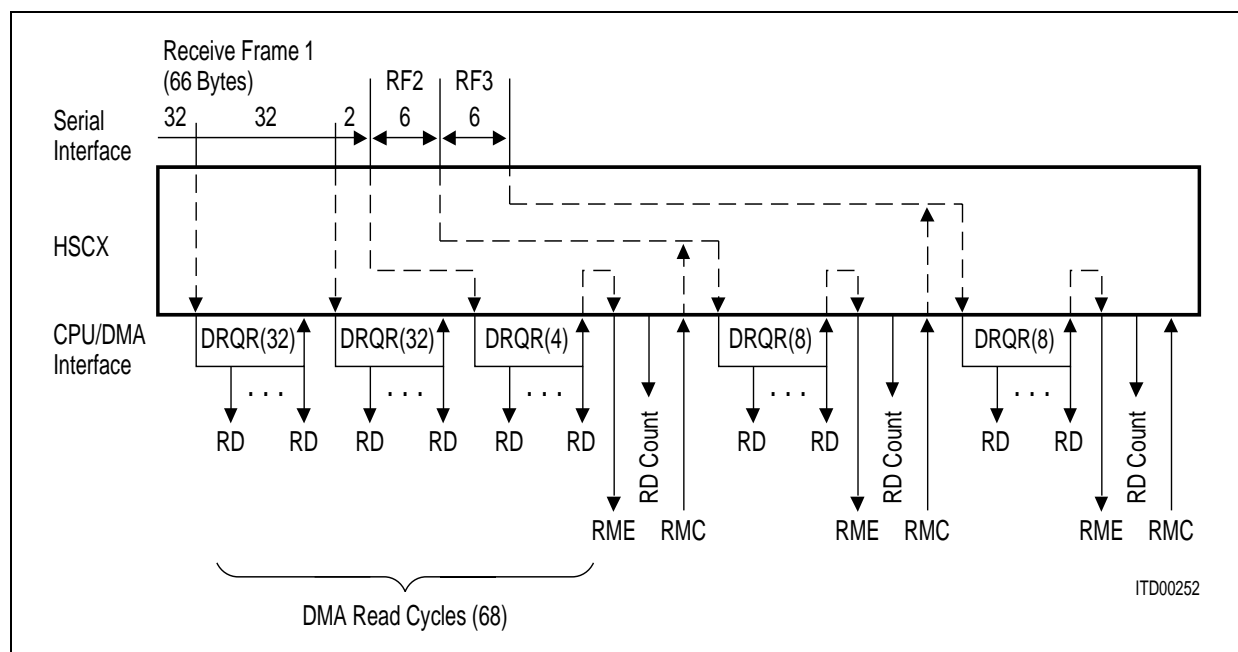 Receive Frame 1
(66 Bytes)
RF2
RF3
32
32
2
6
6
Serial
Interface
HSCX
CPU/DMA
Interface
DRQR(32)
DRQR(32)
DRQR(4)
DRQR(8)
DRQR(8)
. . .
. . .
. . .
. . .
. . .
RD
RD
RD
RD
RD
RD
RD Count
RD
RD
RD Count
RD
RD
RD Count
RME
RMC
RME
RMC
RME
RMC
DMA Read Cycles (68)
ITD00252